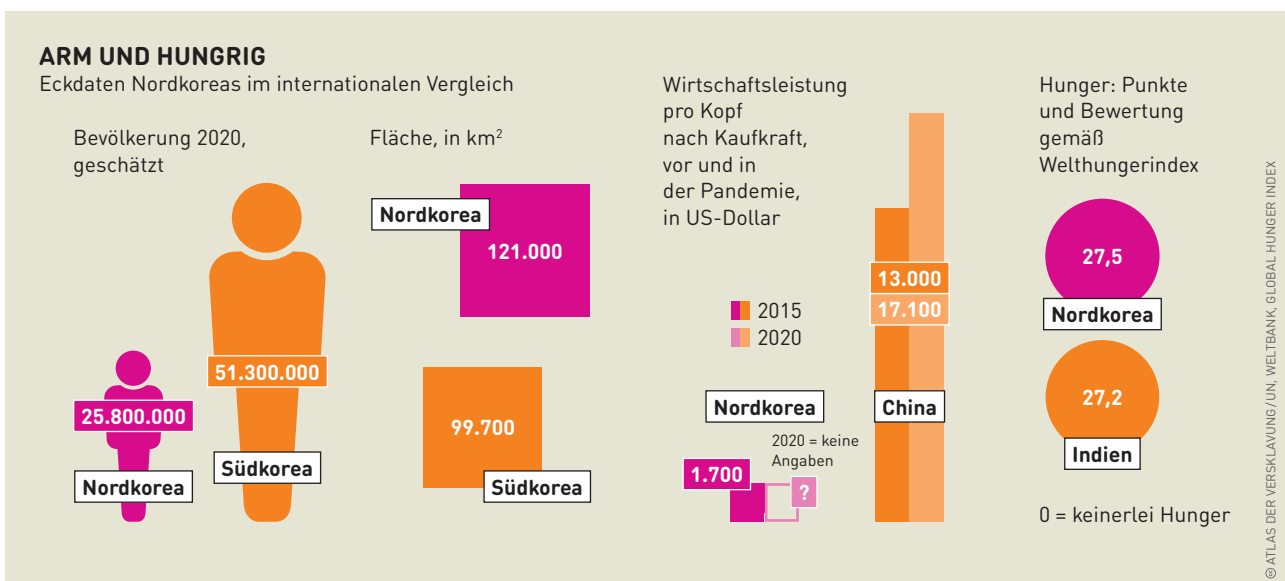 ARM UND HUNGRIG
Eckdaten Nordkoreas im internationalen Vergleich
Bevölkerung 2020,
geschätzt
25.800.000
Nordkorea
51.300.000
Südkorea
Fläche, in km²
Nordkorea
121.000
99.700
Südkorea
Wirtschaftsleistung
pro Kopf
nach Kaufkraft,
vor und in
der Pandemie,
in US-Dollar
2015
2020
Nordkorea
1.700
2020 = keine
Angaben
?
13.000
17.100
China
Hunger: Punkte
und Bewertung
gemäß
Welthungerindex
27,5
Nordkorea
27,2
Indien
0 = keinerlei Hunger
ATLAS DER VERSKLAVUNG / UN, WELTBANK, GLOBAL HUNGER INDEX